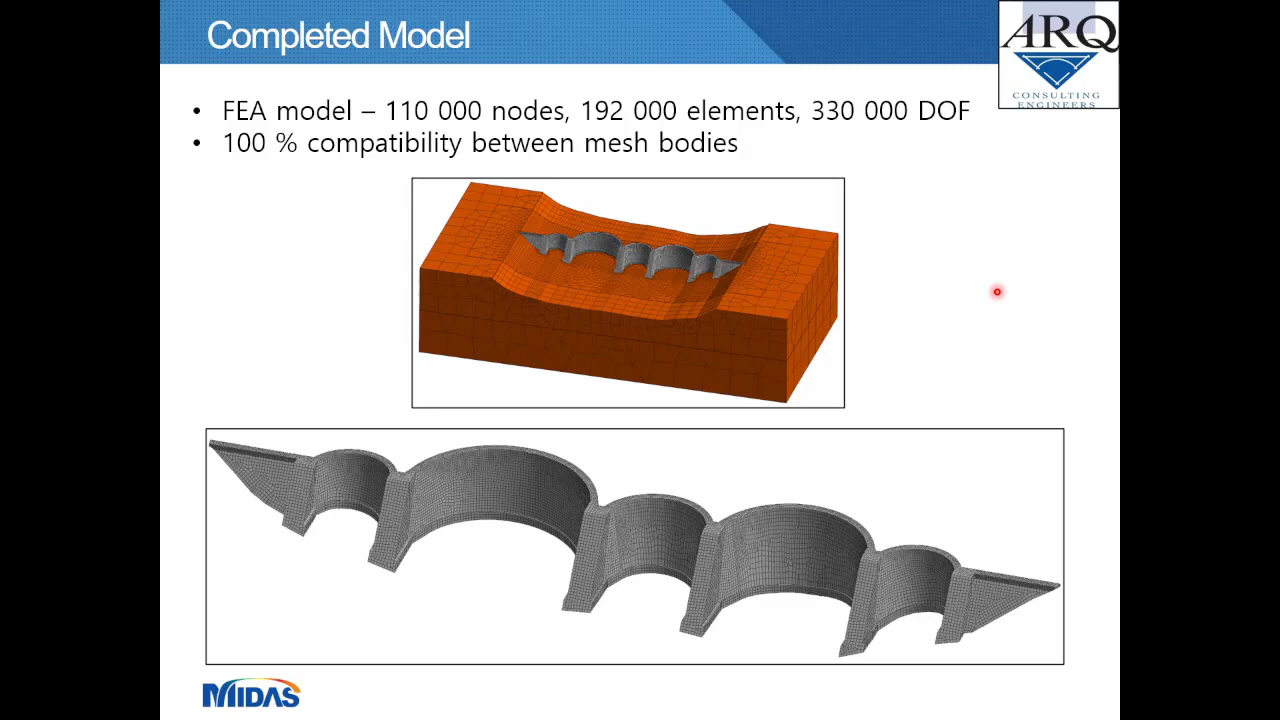 Completed Model
ARQ
CONSULTING
ENGINEERS
• FEA model – 110 000 nodes, 192 000 elements, 330 000 DOF
• 100 % compatibility between mesh bodies
MIDAS